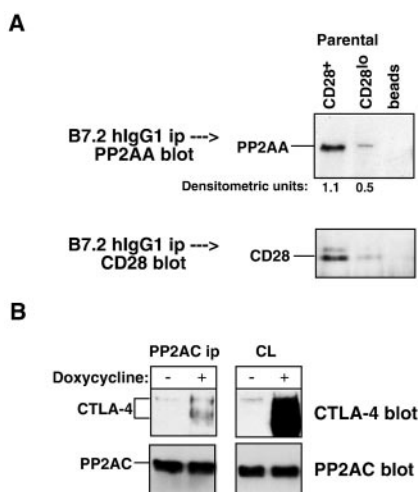 A
Parental
CD28+
CD28lo
beads
B7.2 hIgG1 ip --->
PP2AA blot
PP2AA
Densitometric units: 1.1 0.5
B7.2 hIgG1 ip --->
CD28 blot
CD28
B
PP2AC ip CL
Doxycycline: - + - +
CTLA-4
CTLA-4 blot
PP2AC
PP2AC blot